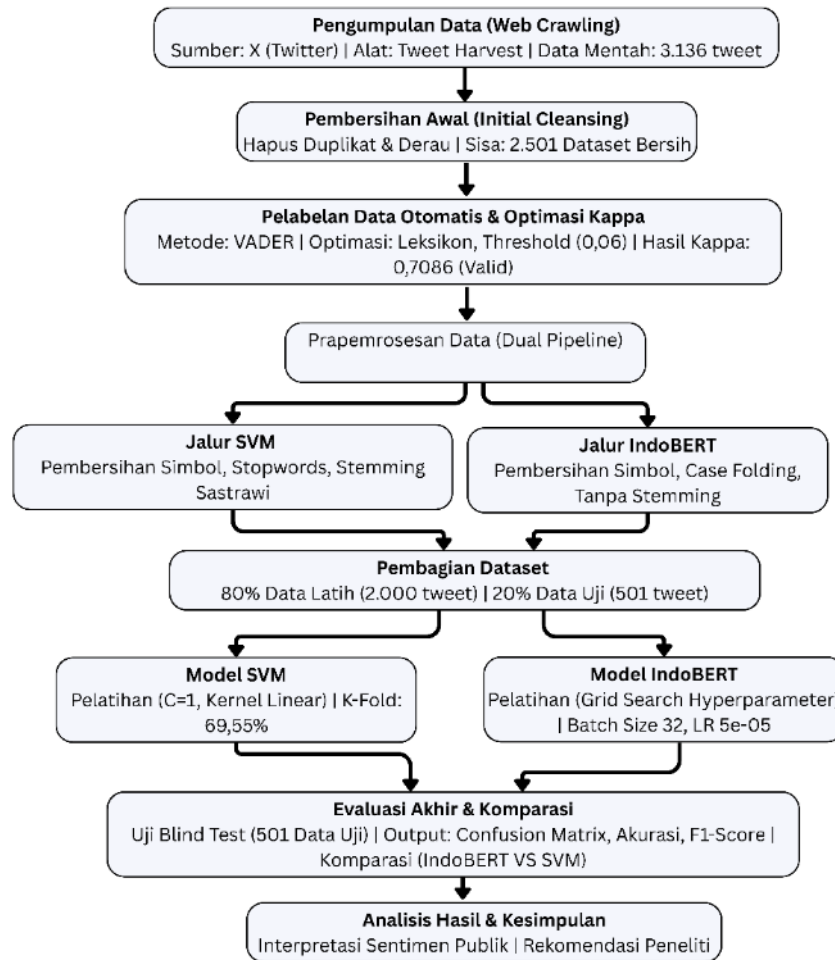 Pengumpulan Data (Web Crawling)
Sumber: X (Twitter) | Alat: Tweet Harvest | Data Mentah: 3.136 tweet
Pembersihan Awal (Initial Cleansing)
Hapus Duplikat & Derau | Sisa: 2.501 Dataset Bersih
Pelabelan Data Otomatis & Optimasi Kappa
Metode: VADER | Optimasi: Leksikon, Threshold (0,06) | Hasil Kappa:
0,7086 (Valid)
Prapemrosesan Data (Dual Pipeline)
Jalur SVM
Pembersihan Simbol, Stopwords, Stemming
Sastrawi
Jalur IndoBERT
Pembersihan Simbol, Case Folding,
Tanpa Stemming
Pembagian Dataset
80% Data Latih (2.000 tweet) | 20% Data Uji (501 tweet)
Model SVM
Pelatihan (C=1, Kernel Linear) | K-Fold:
69,55%
Model IndoBERT
Pelatihan (Grid Search Hyperparameter)
| Batch Size 32, LR 5e-05
Evaluasi Akhir & Komparasi
Uji Blind Test (501 Data Uji) | Output: Confusion Matrix, Akurasi, F1-Score |
Komparasi (IndoBERT VS SVM)
Analisis Hasil & Kesimpulan
Interpretasi Sentimen Publik | Rekomendasi Peneliti